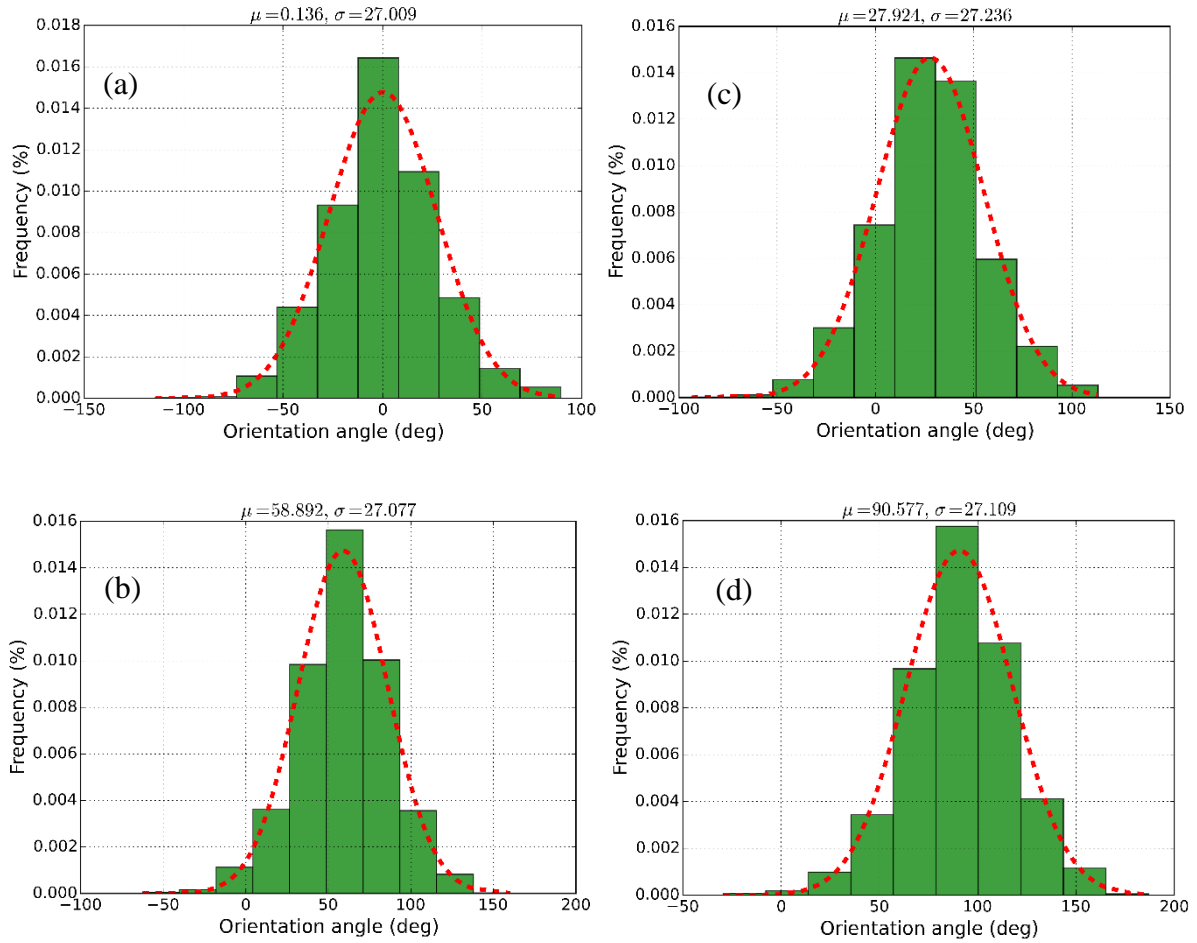 μ=0.136, σ=27.009
(a)
Frequency (%)
0.018
0.016
0.014
0.012
0.010
0.008
0.006
0.004
0.002
0.000
−150 −100 −50 0 50 100
Orientation angle (deg)
μ=27.924, σ=27.236
(c)
Frequency (%)
0.016
0.014
0.012
0.010
0.008
0.006
0.004
0.002
0.000
−100 −50 0 50 100 150
Orientation angle (deg)
μ=58.892, σ=27.077
(b)
Frequency (%)
0.016
0.014
0.012
0.010
0.008
0.006
0.004
0.002
0.000
−100 −50 0 50 100 150 200
Orientation angle (deg)
μ=90.577, σ=27.109
(d)
Frequency (%)
0.016
0.014
0.012
0.010
0.008
0.006
0.004
0.002
0.000
−50 0 50 100 150 200
Orientation angle (deg)